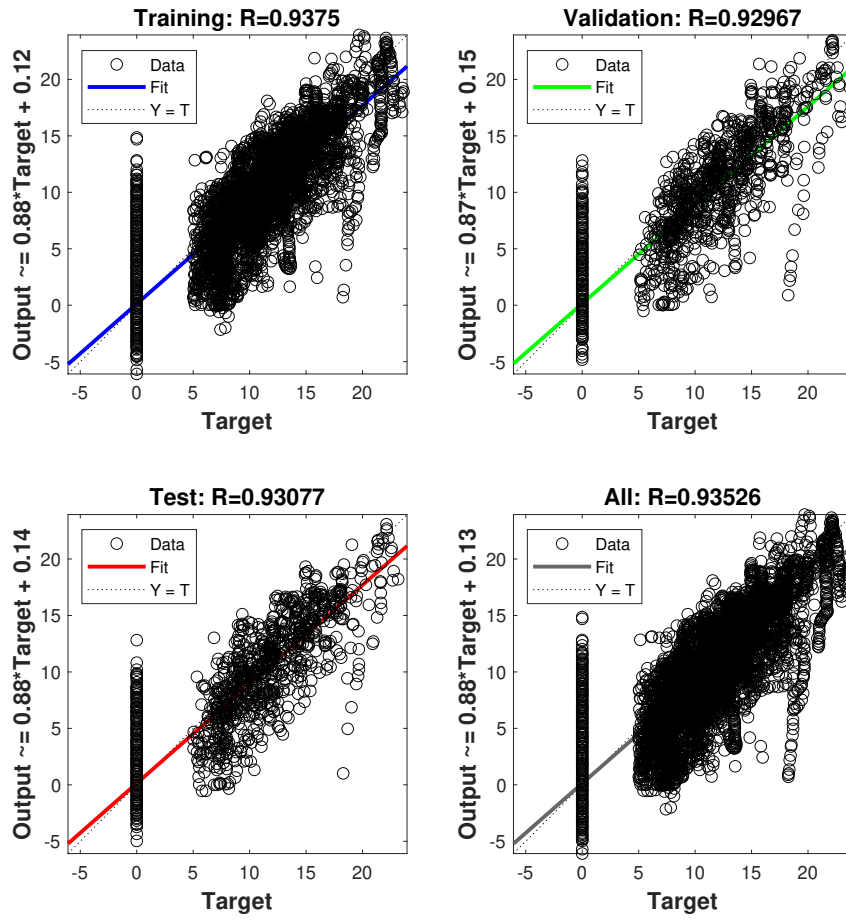 Training: R=0.9375
Output ~= 0.88*Target + 0.12
20
15
10
5
0
-5
Data
Fit
Y = T
-5 0 5 10 15 20
Target
Validation: R=0.92967
Output ~= 0.87*Target + 0.15
20
15
10
5
0
-5
Data
Fit
Y = T
-5 0 5 10 15 20
Target
Test: R=0.93077
Output ~= 0.88*Target + 0.14
20
15
10
5
0
-5
Data
Fit
Y = T
-5 0 5 10 15 20
Target
All: R=0.93526
Output ~= 0.88*Target + 0.13
20
15
10
5
0
-5
Data
Fit
Y = T
-5 0 5 10 15 20
Target